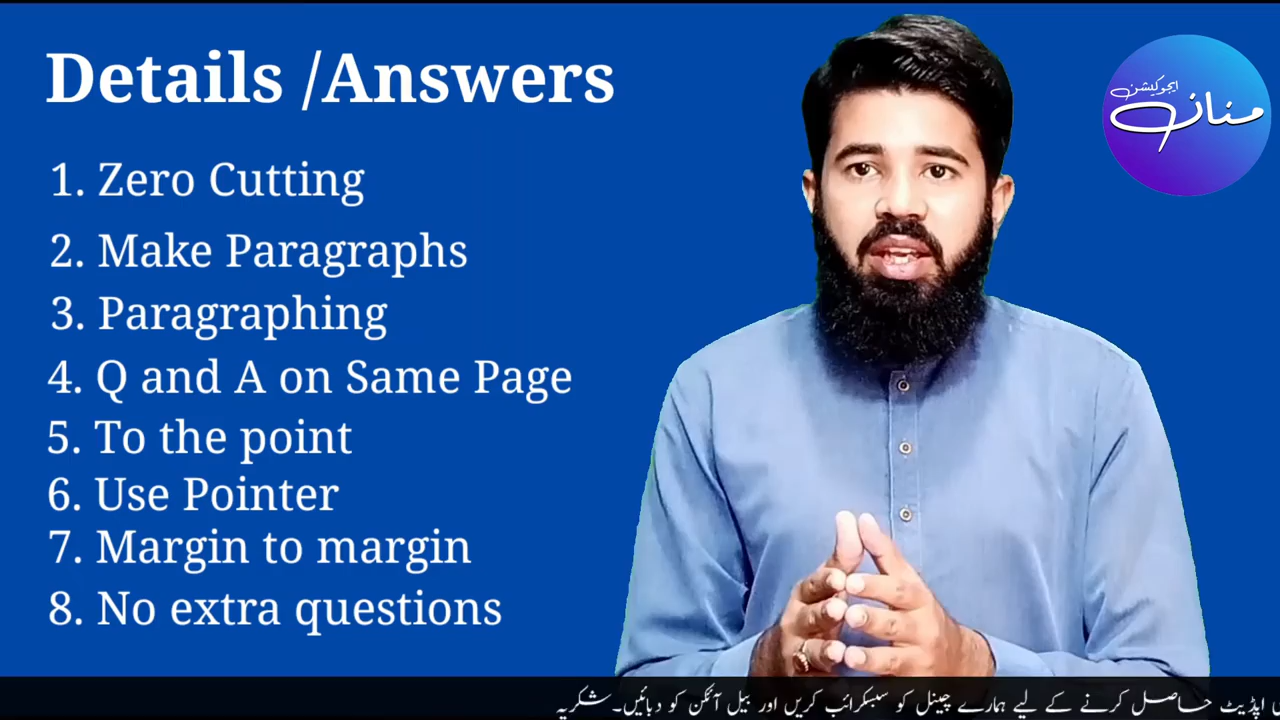 Details /Answers
1. Zero Cutting
2. Make Paragraphs
3. Paragraphing
4. Q and A on Same Page
5. To the point
6. Use Pointer
7. Margin to margin
8. No extra questions
ایجوکیشن
منان
اپڈیٹ حاصل کرنے کے لیے ہمارے چینل کو سبسکرائب کریں اور بیل آئکن کو دبائیں۔شکریہ